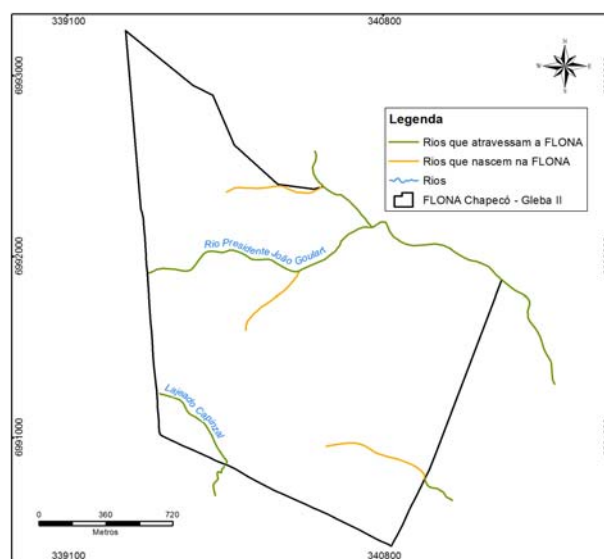 339100 340800
N
6993000
6992000
6991000
Legenda
Rios que atravessam a FLONA
Rios que nascem na FLONA
Rios
FLONA Chapecó - Gleba II
Rio Presidente João Goulart
Lajeado Capinzal
0 360 720
Metros
339100 340800